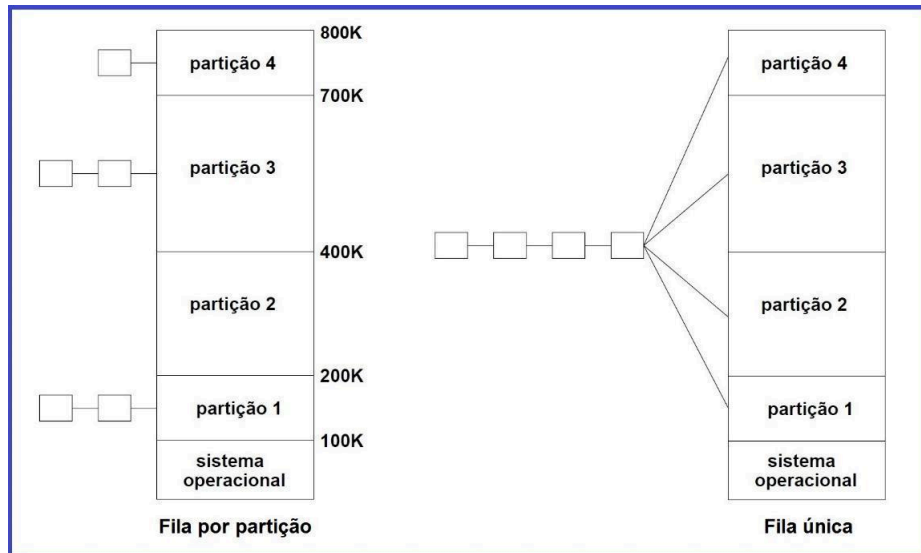 800K
partição 4
700K
partição 3
400K
partição 2
200K
partição 1
100K
sistema
operacional
Fila por partição
partição 4
partição 3
partição 2
partição 1
sistema
operacional
Fila única